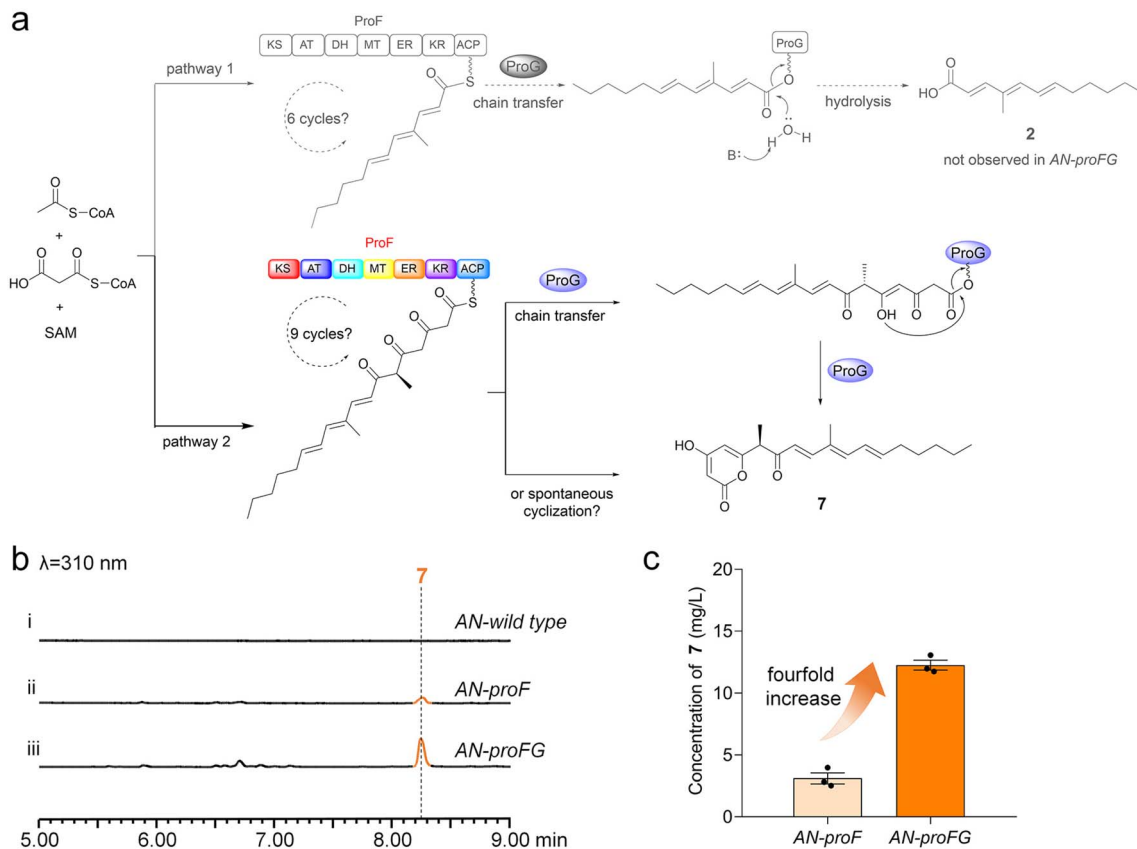 a
ProF
KS AT DH MT ER KR ACP
pathway 1
6 cycles?
O
S
ProG
chain transfer
ProG
O
O
H O H
B:
hydrolysis
O
HO
2
not observed in AN-proFG
O
S–CoA
+
O O
HO S–CoA
+
SAM
pathway 2
ProF
KS AT DH MT ER KR ACP
9 cycles?
S
O
O
O
O
ProG
chain transfer
or spontaneous
cyclization?
ProG
O
O OH O O
ProG
HO
O
O
O
7
b λ=310 nm
7
i AN-wild type
ii AN-proF
iii AN-proFG
5.00 6.00 7.00 8.00 9.00 min
c
Concentration of 7 (mg/L)
20
15
10
5
0
fourfold
increase
AN-proF AN-proFG